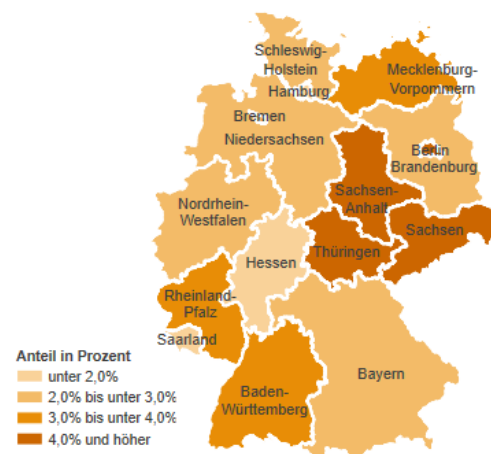 Schleswig-
Holstein
Mecklenburg-
Vorpommern
Hamburg
Bremen
Niedersachsen
Berlin
Brandenburg
Sachsen-
Anhalt
Nordrhein-
Westfalen
Sachsen
Thüringen
Hessen
Rheinland-
Pfalz
Saarland
Bayern
Baden-
Württemberg
Anteil in Prozent
unter 2,0%
2,0% bis unter 3,0%
3,0% bis unter 4,0%
4,0% und höher